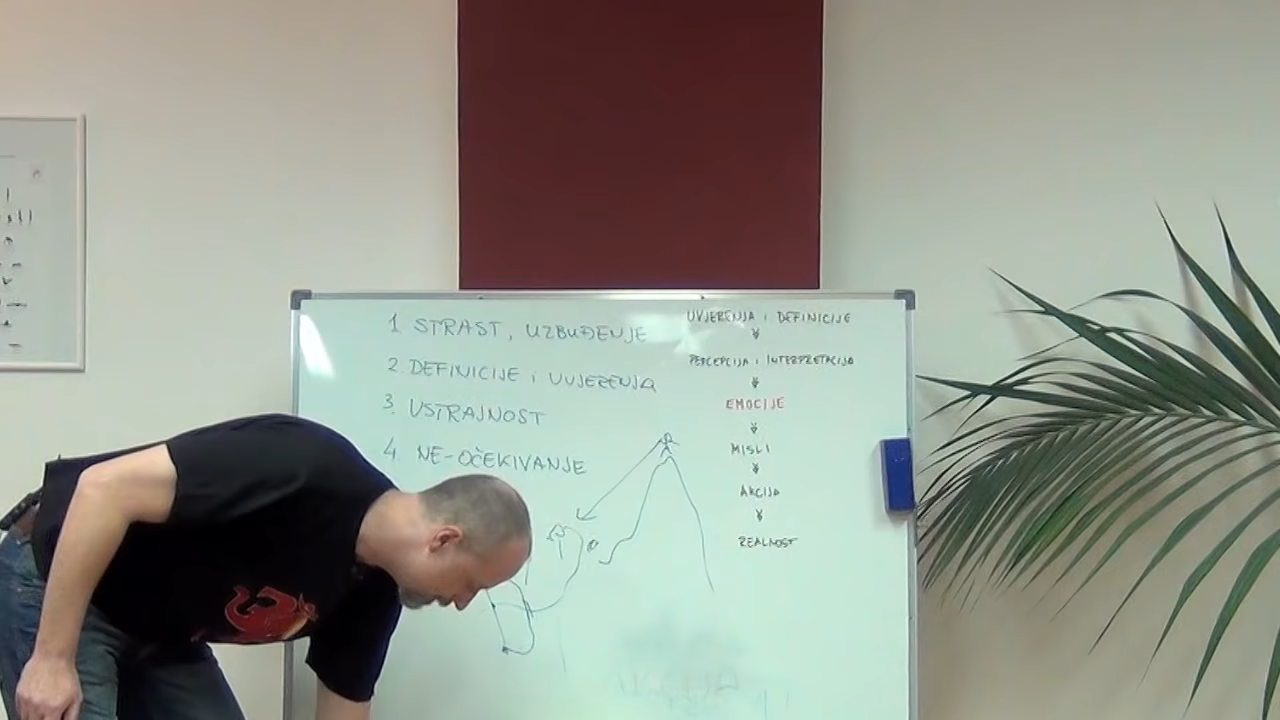 1. STRAST, UZBUĐENJE
2. DEFINICIJE i UVJERENJA
3. USTRAJNOST
4. NE-OČEKIVANJE
UVJERENJA i DEFINICIJE
PERCEPCIJA i INTERPRETACIJA
EMOCIJE
MISLI
AKCIJA
REALNOST